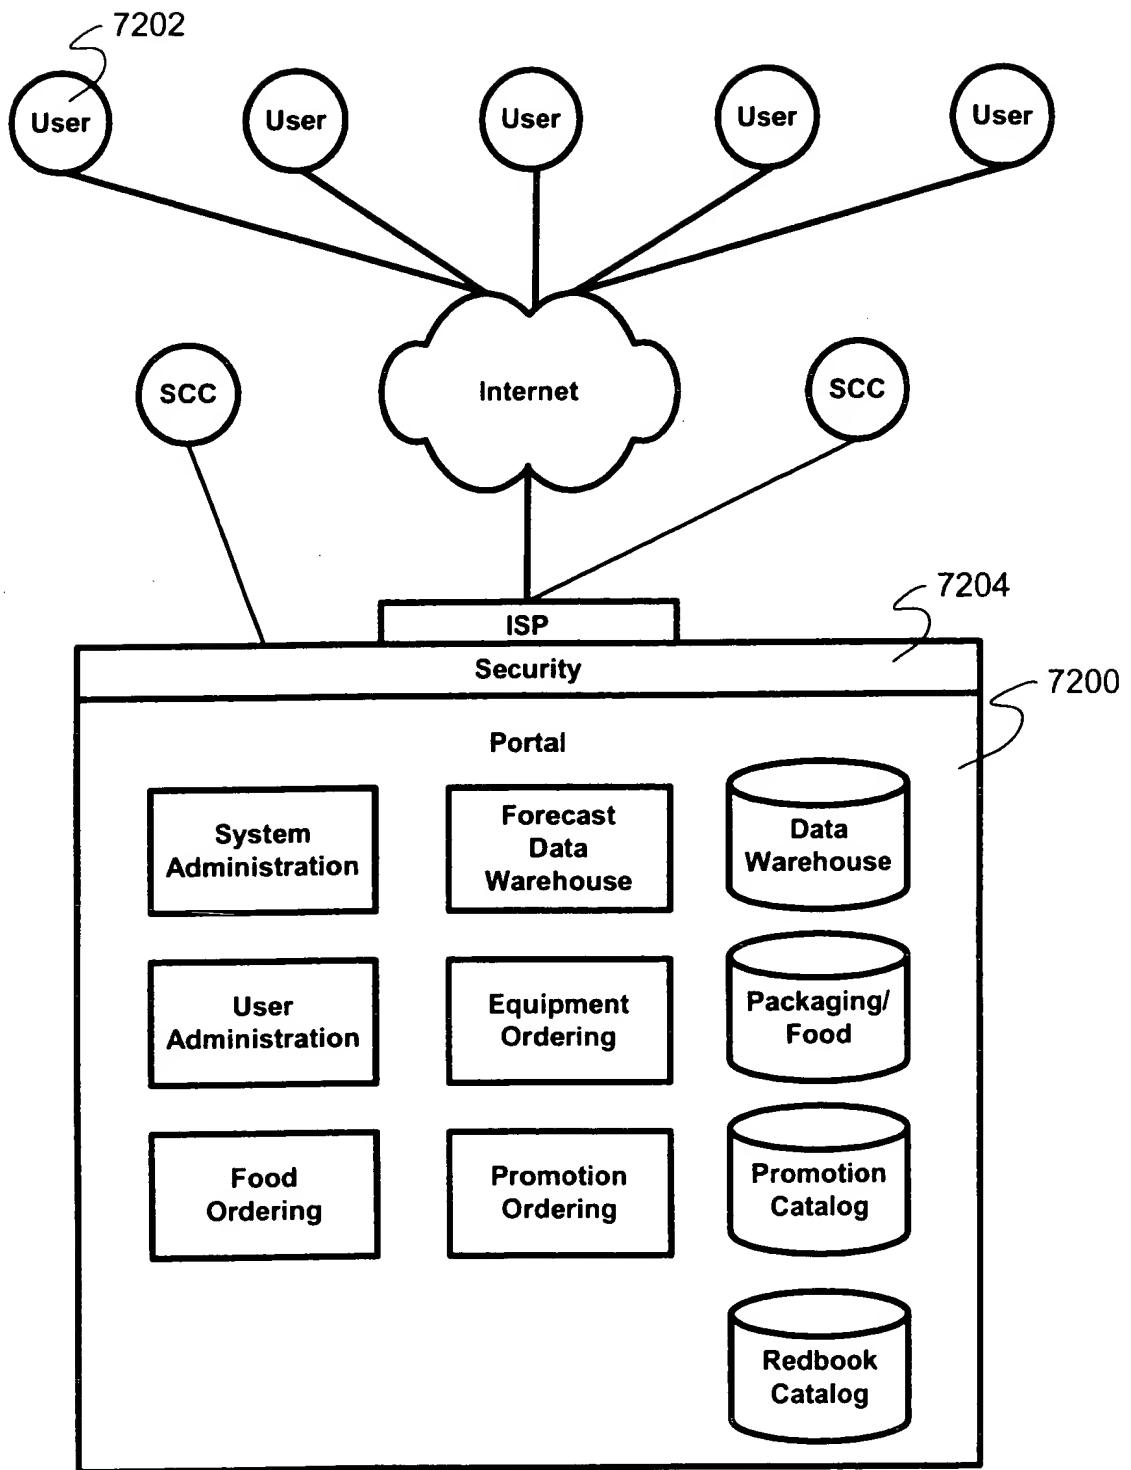 7202
User
User
User
User
User
Internet
SCC
SCC
7204
ISP
Security
7200
Portal
System
Administration
Forecast
Data
Warehouse
Data
Warehouse
User
Administration
Equipment
Ordering
Packaging/
Food
Food
Ordering
Promotion
Ordering
Promotion
Catalog
Redbook
Catalog